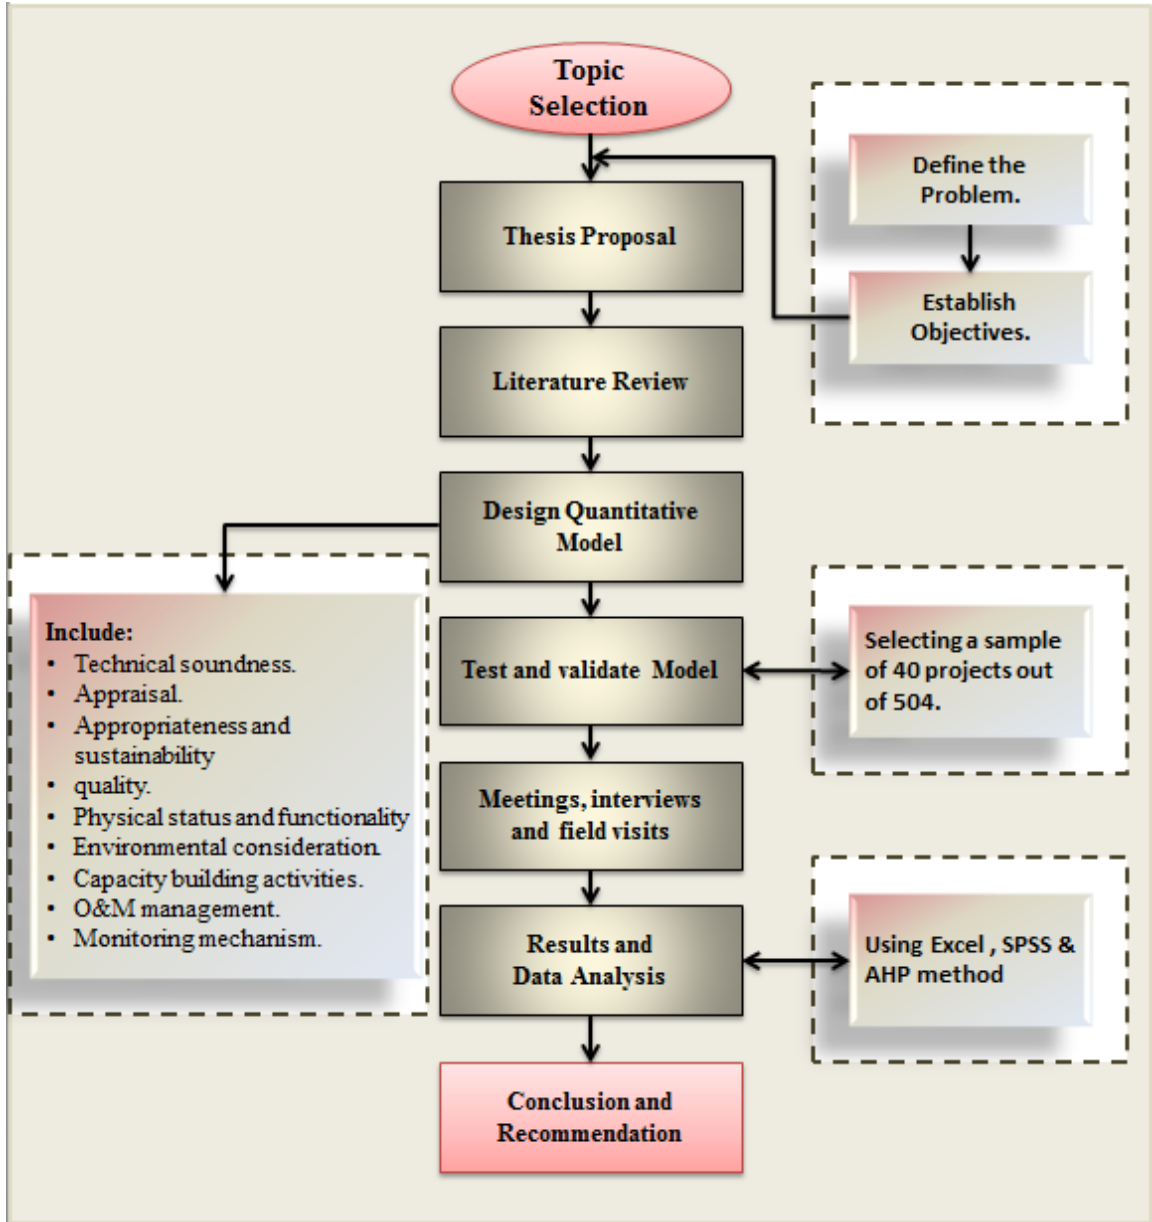 Topic
Selection
Define the
Problem.
Thesis Proposal
Establish
Objectives.
Literature Review
Design Quantitative
Model
Include:
• Technical soundness.
• Appraisal.
• Appropriateness and
sustainability
• quality.
• Physical status and functionality
• Environmental consideration.
• Capacity building activities.
• O&M management.
• Monitoring mechanism.
Test and validate Model
Selecting a sample
of 40 projects out
of 504.
Meetings, interviews
and field visits
Results and
Data Analysis
Using Excel , SPSS &
AHP method
Conclusion and
Recommendation